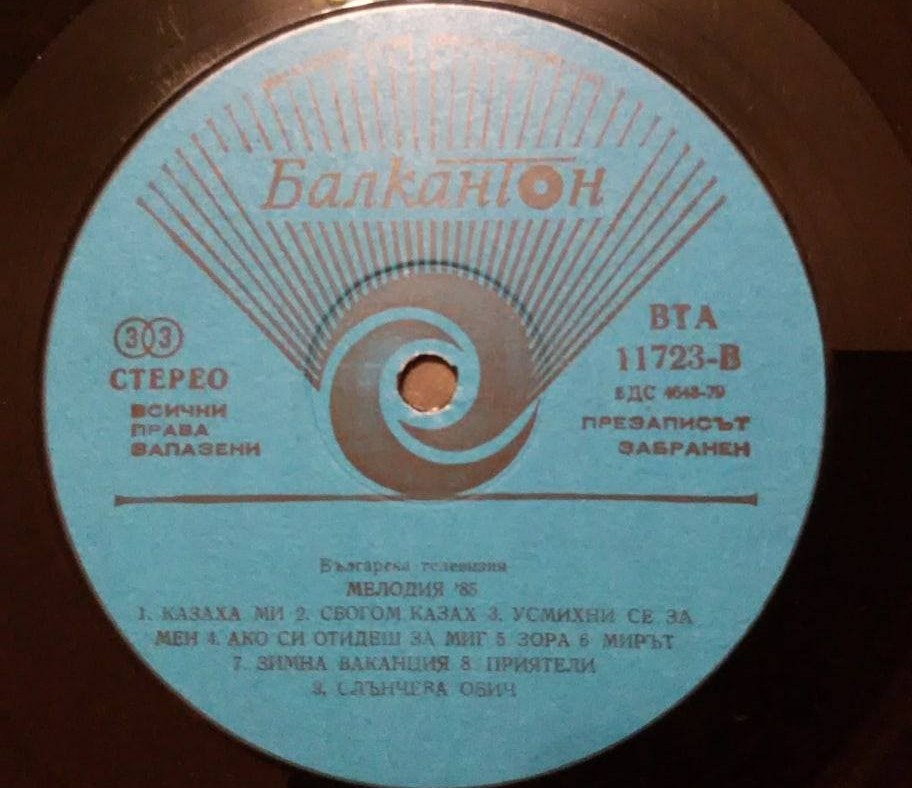 Балкантон
33
СТЕРЕО
ВСИЧНИ
ПРАВА
ЗАПАЗЕНИ
ВТА
11723-В
БДС 4648-79
ПРЕЗАПИСЪТ
ЗАБРАНЕН
Българска телевизия
МЕЛОДИЯ '85
1. КАЗАХА МИ 2. СБОГОМ КАЗАХ 3. УСМИХНИ СЕ ЗА
МЕН 4. АКО СИ ОТИДЕШ ЗА МИГ 5 ЗОРА 6 МИРЪТ
7. ЗИМНА ВАКАНЦИЯ 8. ПРИЯТЕЛИ
9. СЛЪНЧЕВА ОБИЧ